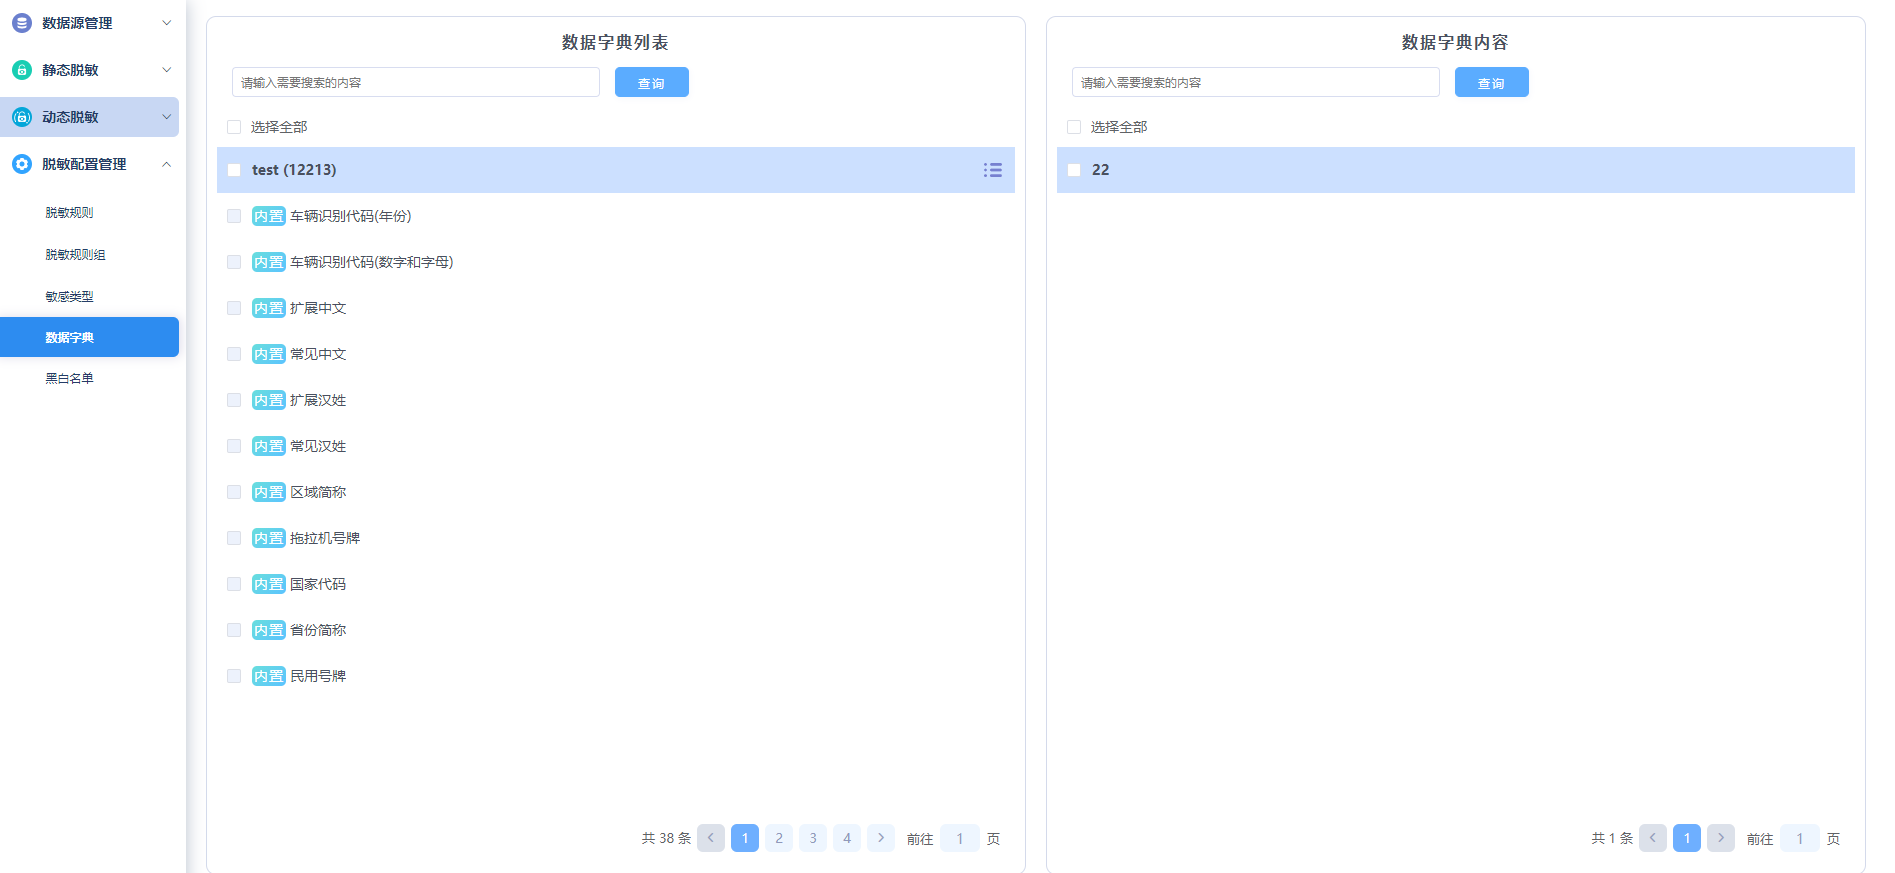 数据源管理
静态脱敏
动态脱敏
脱敏配置管理
脱敏规则
脱敏规则组
敏感类型
数据字典
黑白名单
数据字典列表
请输入需要搜索的内容
查询
选择全部
test (12213)
内置 车辆识别代码(年份)
内置 车辆识别代码(数字和字母)
内置 扩展中文
内置 常见中文
内置 扩展汉姓
内置 常见汉姓
内置 区域简称
内置 拖拉机号牌
内置 国家代码
内置 省份简称
内置 民用号牌
共 38 条 1 2 3 4 前往 1 页
数据字典内容
请输入需要搜索的内容
查询
选择全部
22
共 1 条 1 前往 1 页